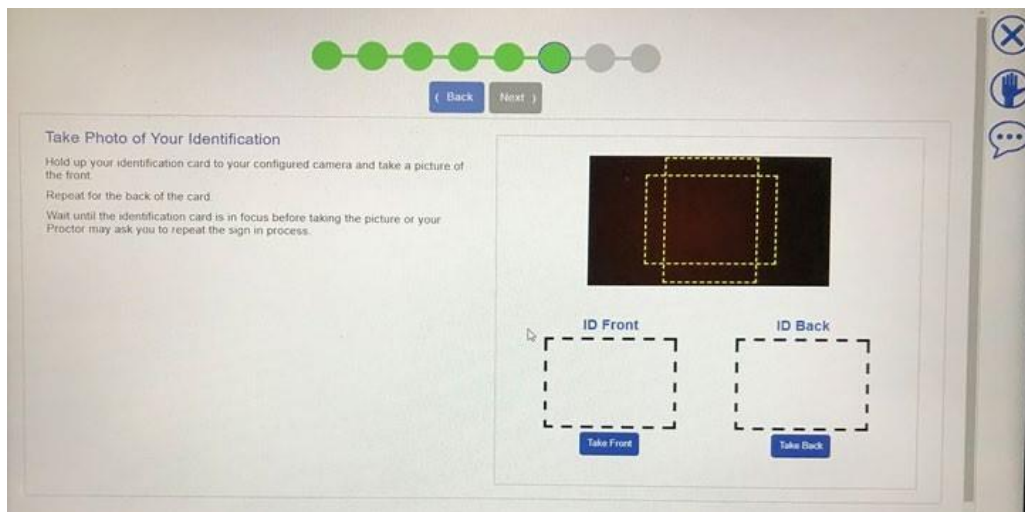 ( Back
Next )
Take Photo of Your Identification
Hold up your identification card to your configured camera and take a picture of
the front.
Repeat for the back of the card.
Wait until the identification card is in focus before taking the picture or your
Proctor may ask you to repeat the sign in process.
ID Front
ID Back
Take Front
Take Back